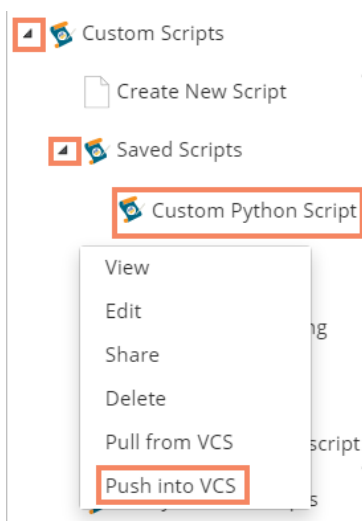 Custom Scripts
Create New Script
Saved Scripts
Custom Python Script
View
Edit
Share
Delete
Pull from VCS
Push into VCS